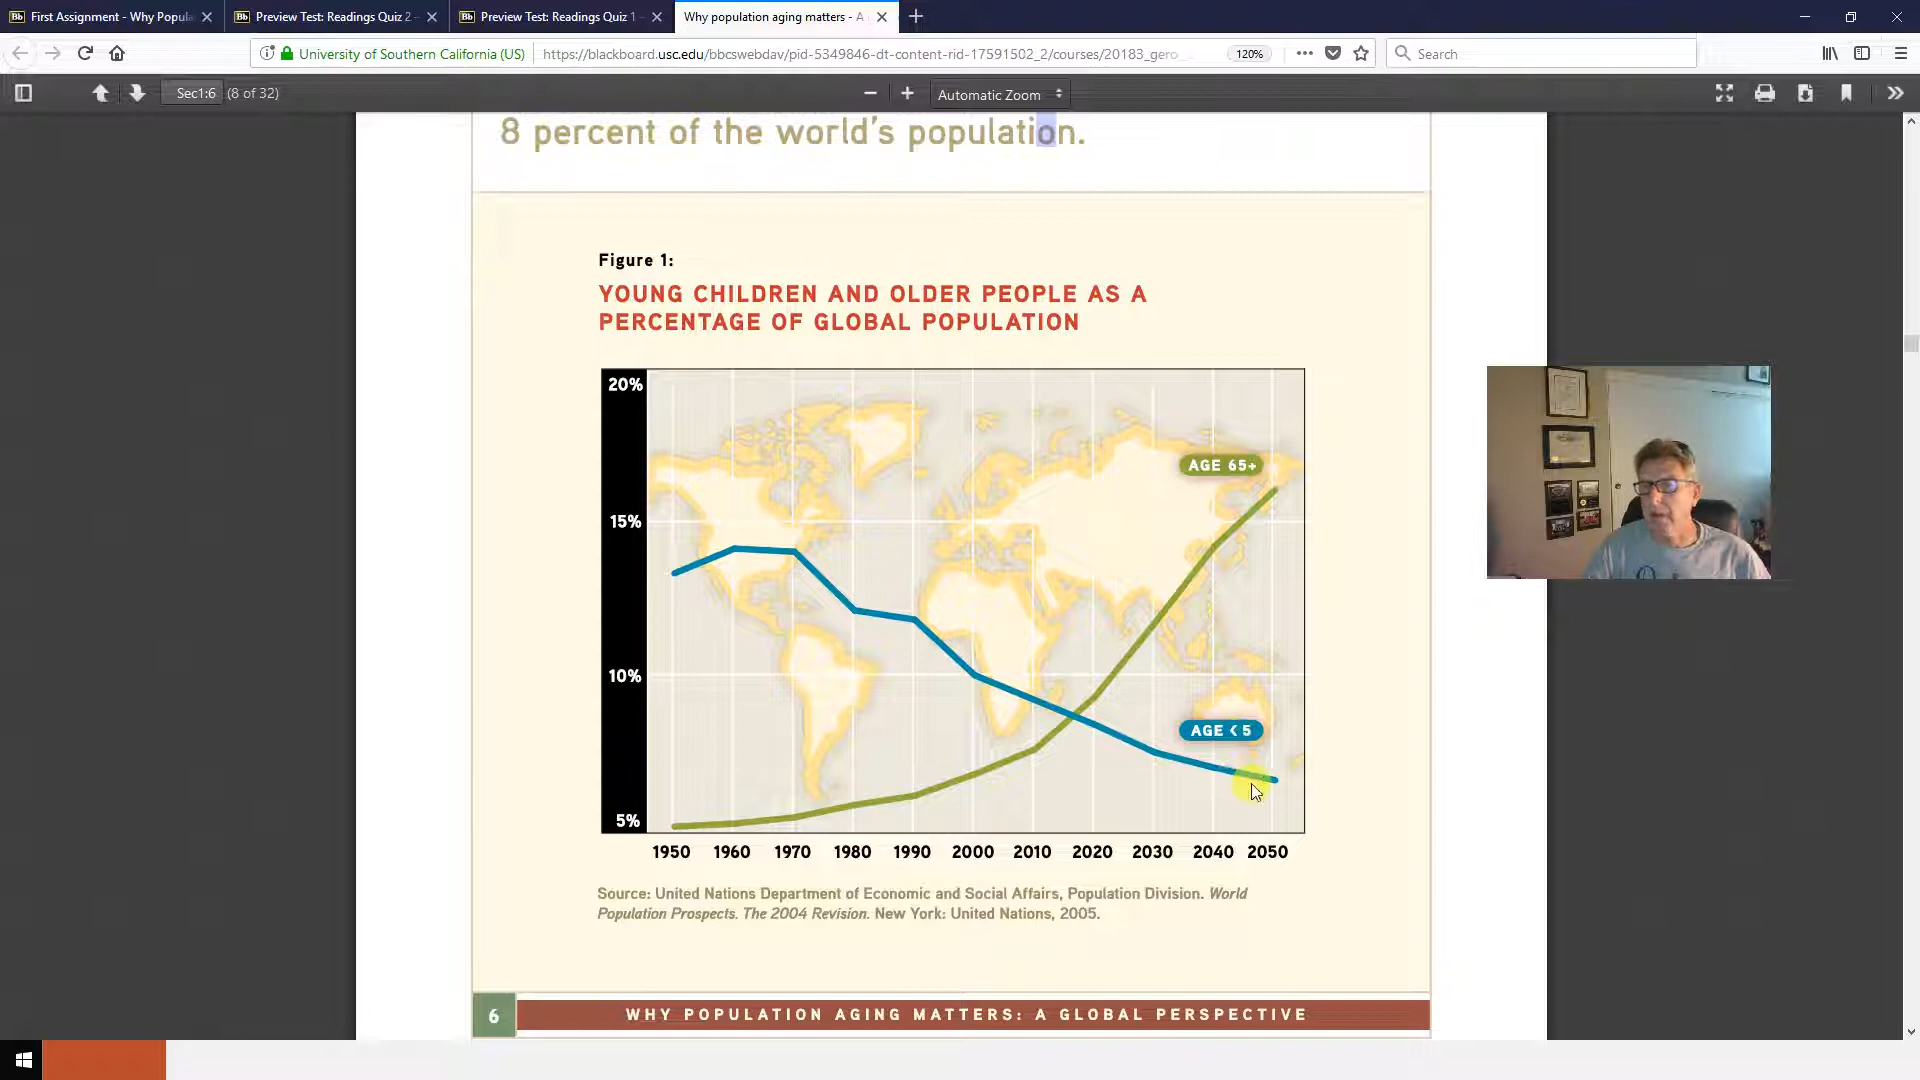 First Assignment - Why Popula
Preview Test: Readings Quiz 2 -
Preview Test: Readings Quiz 1 -
Why population aging matters - A
University of Southern California (US)
https://blackboard.usc.edu/bbcswebdav/pid-5349846-dt-content-rid-17591502_2/courses/20183_gero_
120%
Search
Sec1:6
(8 of 32)
Automatic Zoom
8 percent of the world's population.
Figure 1:
YOUNG CHILDREN AND OLDER PEOPLE AS A
PERCENTAGE OF GLOBAL POPULATION
20%
AGE 65+
15%
10%
AGE < 5
5%
1950 1960 1970 1980 1990 2000 2010 2020 2030 2040 2050
Source: United Nations Department of Economic and Social Affairs, Population Division. World
Population Prospects. The 2004 Revision. New York: United Nations, 2005.
6
WHY POPULATION AGING MATTERS: A GLOBAL PERSPECTIVE